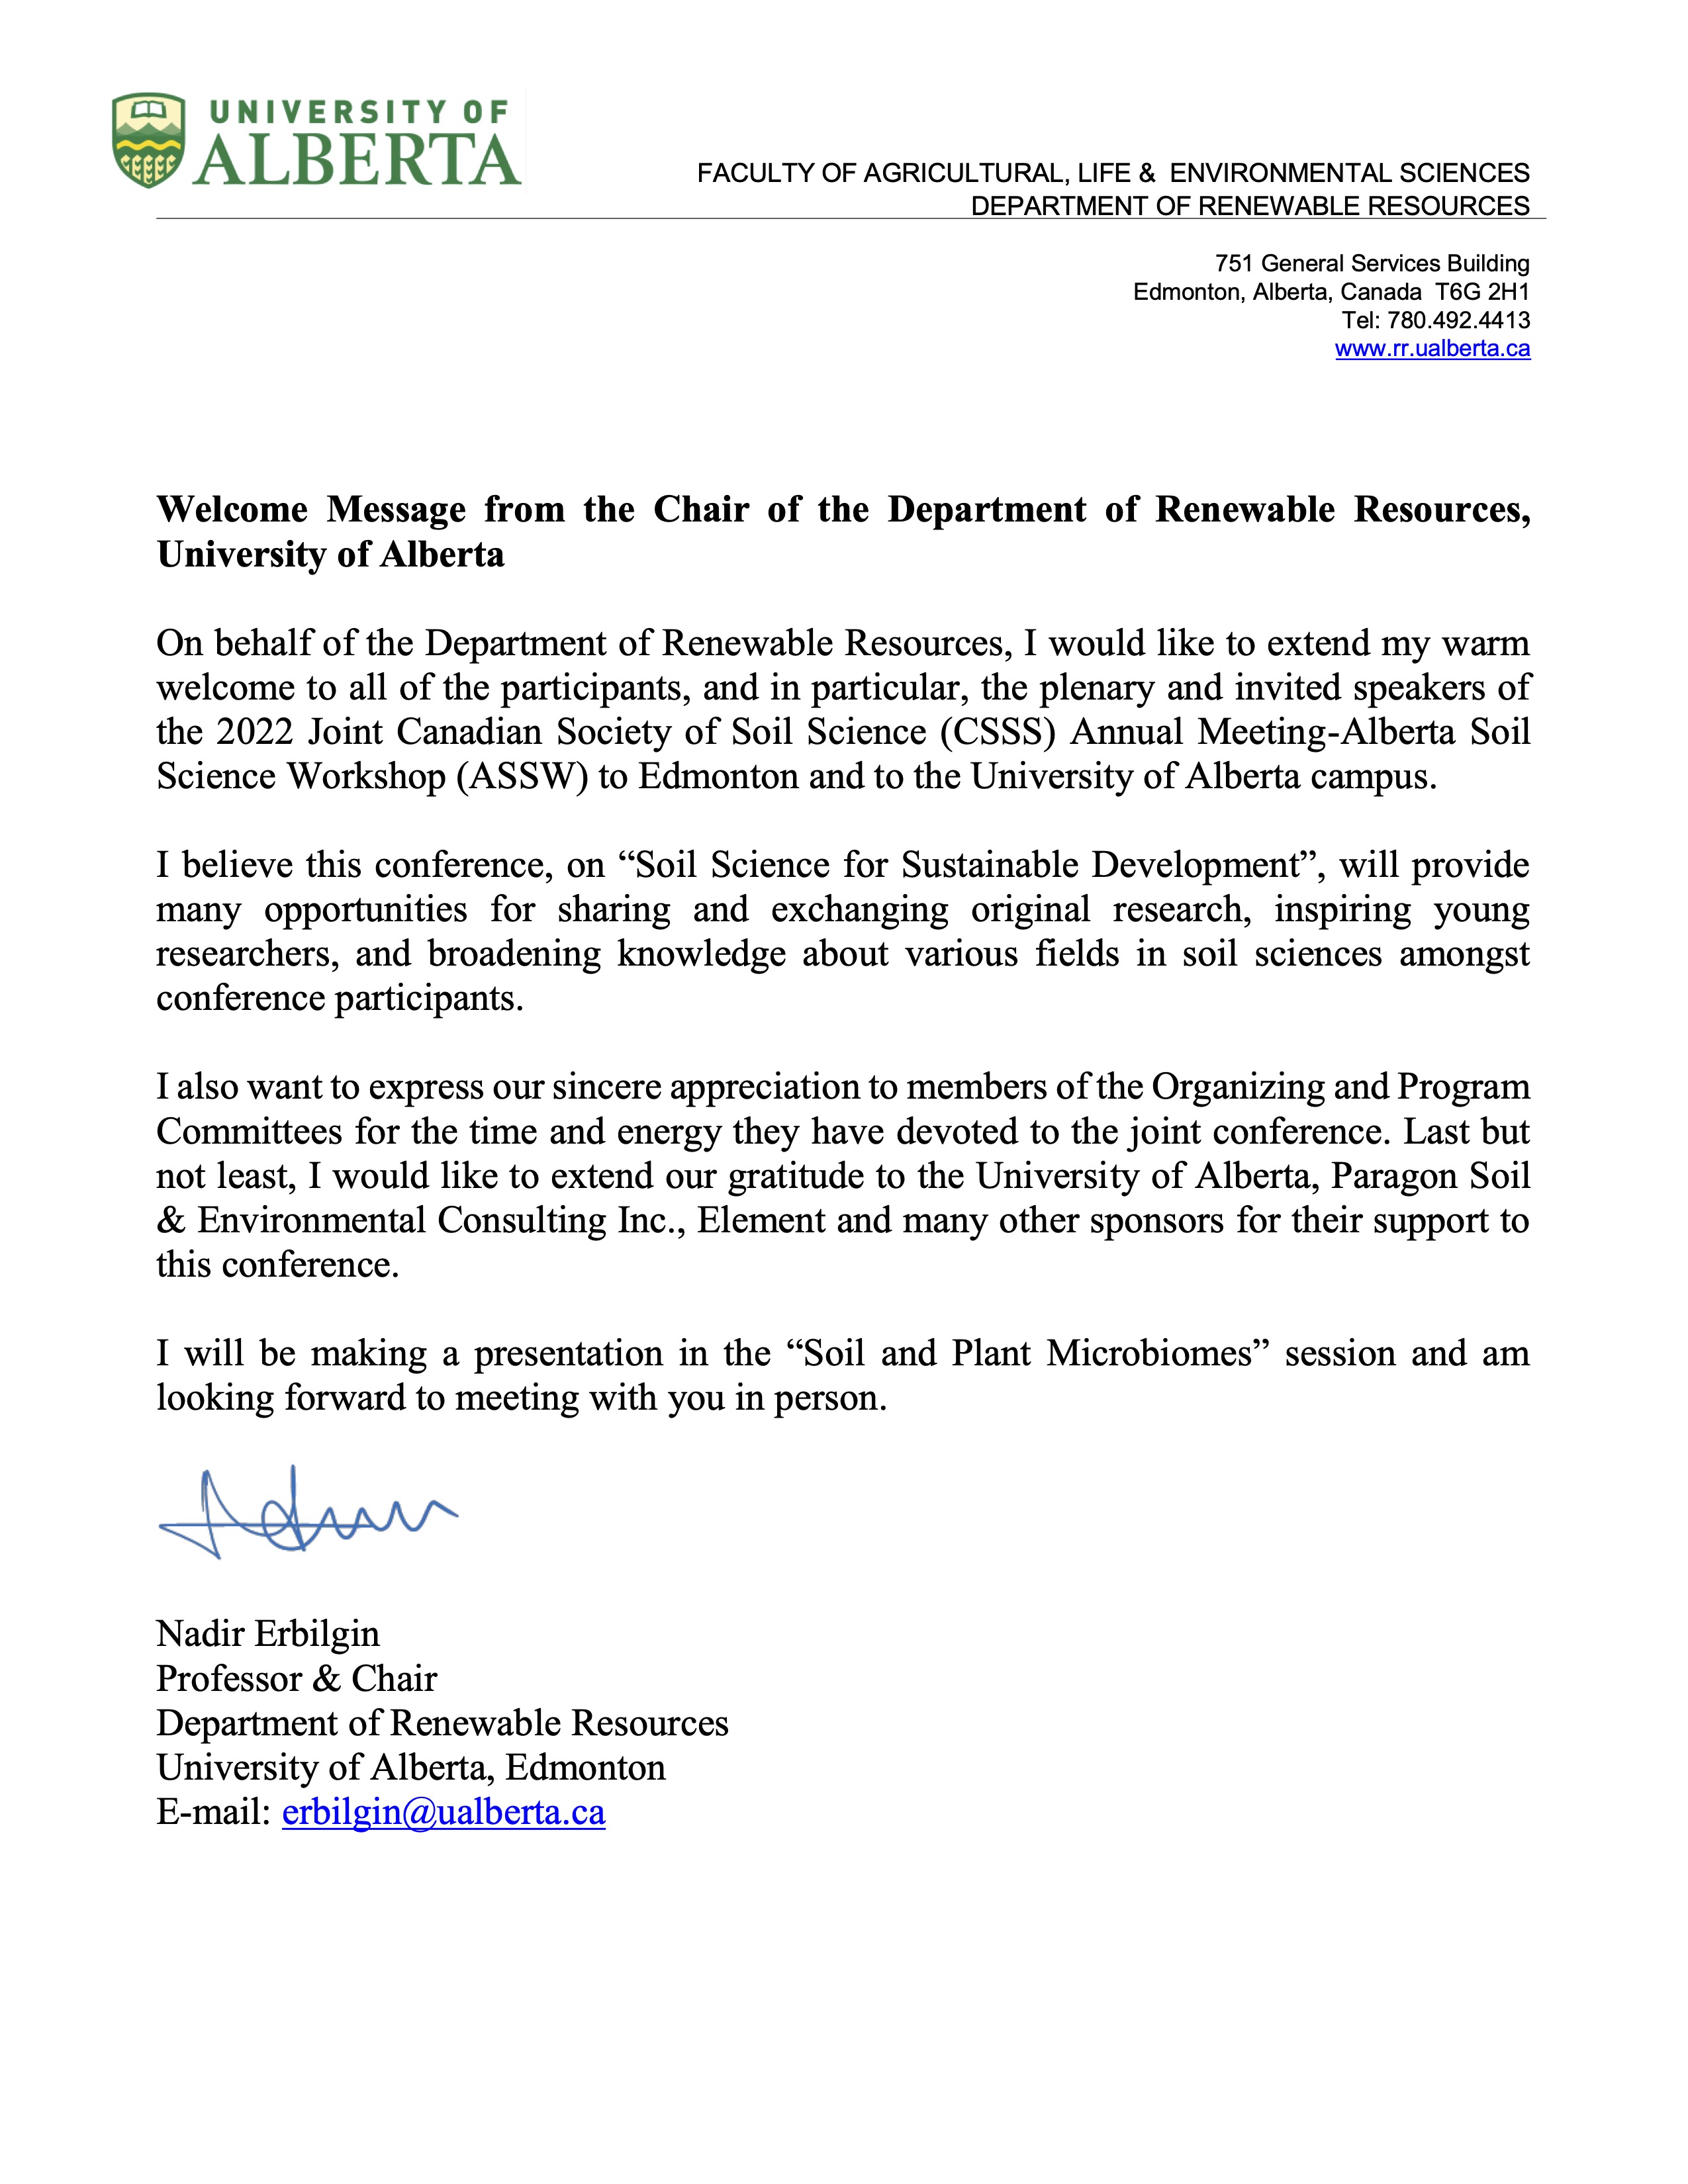 UNIVERSITY OF
ALBERTA
FACULTY OF AGRICULTURAL, LIFE & ENVIRONMENTAL SCIENCES
DEPARTMENT OF RENEWABLE RESOURCES
751 General Services Building
Edmonton, Alberta, Canada T6G 2H1
Tel: 780.492.4413
www.rr.ualberta.ca
Welcome Message from the Chair of the Department of Renewable Resources,
University of Alberta
On behalf of the Department of Renewable Resources, I would like to extend my warm
welcome to all of the participants, and in particular, the plenary and invited speakers of
the 2022 Joint Canadian Society of Soil Science (CSSS) Annual Meeting-Alberta Soil
Science Workshop (ASSW) to Edmonton and to the University of Alberta campus.
I believe this conference, on “Soil Science for Sustainable Development”, will provide
many opportunities for sharing and exchanging original research, inspiring young
researchers, and broadening knowledge about various fields in soil sciences amongst
conference participants.
I also want to express our sincere appreciation to members of the Organizing and Program
Committees for the time and energy they have devoted to the joint conference. Last but
not least, I would like to extend our gratitude to the University of Alberta, Paragon Soil
& Environmental Consulting Inc., Element and many other sponsors for their support to
this conference.
I will be making a presentation in the “Soil and Plant Microbiomes” session and am
looking forward to meeting with you in person.
Nadir Erbilgin
Professor & Chair
Department of Renewable Resources
University of Alberta, Edmonton
E-mail: erbilgin@ualberta.ca